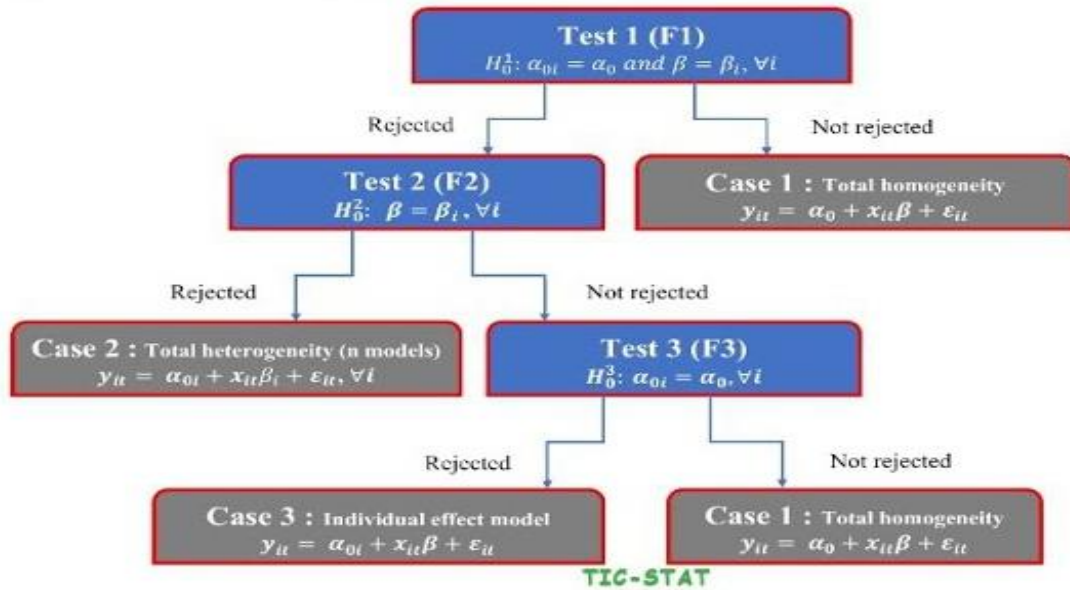 Test 1 (F1)
H₀¹: α₀ᵢ = α₀ and β = βᵢ, ∀i
Rejected
Not rejected
Test 2 (F2)
H₀²: β = βᵢ, ∀i
Case 1 : Total homogeneity
yᵢₜ = α₀ + xᵢₜβ + εᵢₜ
Rejected
Not rejected
Case 2 : Total heterogeneity (n models)
yᵢₜ = α₀ᵢ + xᵢₜβᵢ + εᵢₜ, ∀i
Test 3 (F3)
H₀³: α₀ᵢ = α₀, ∀i
Rejected
Not rejected
Case 3 : Individual effect model
yᵢₜ = α₀ᵢ + xᵢₜβ + εᵢₜ
Case 1 : Total homogeneity
yᵢₜ = α₀ + xᵢₜβ + εᵢₜ
TIC-STAT